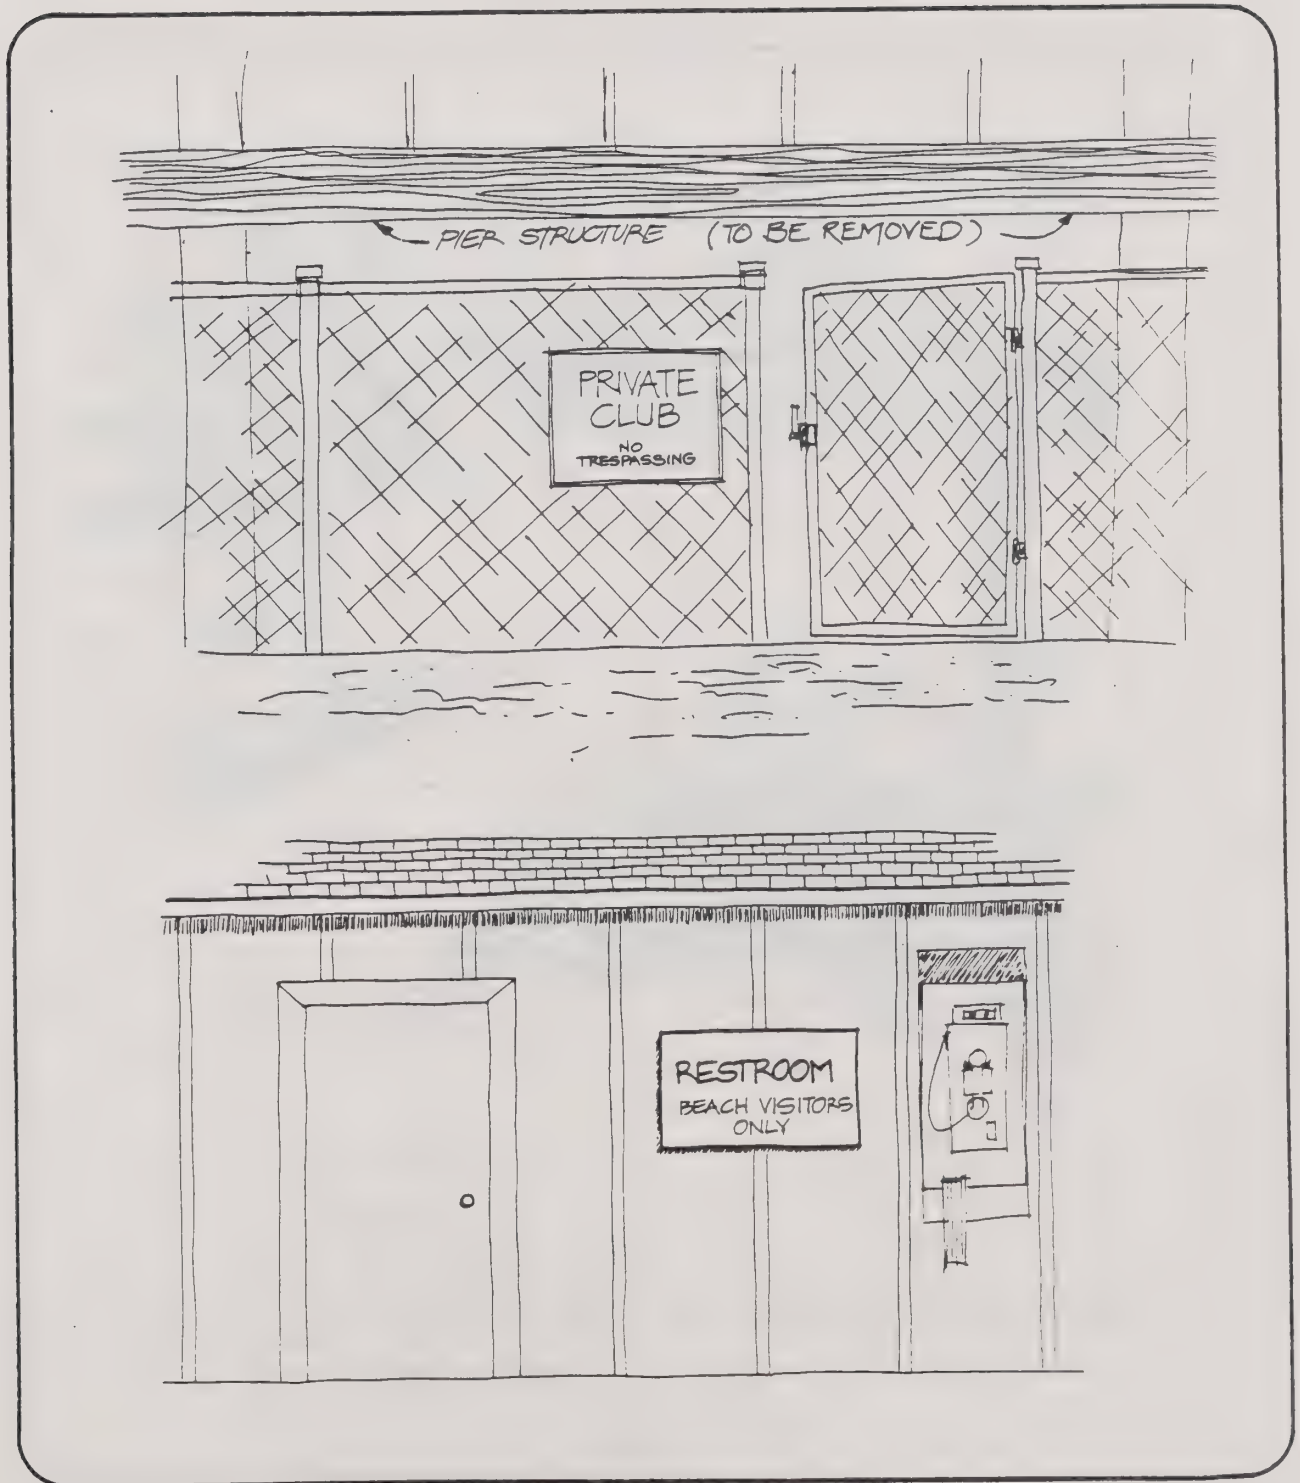 PIER STRUCTURE (TO BE REMOVED)
PRIVATE
CLUB
NO
TRESPASSING
RESTROOM
BEACH VISITORS
ONLY